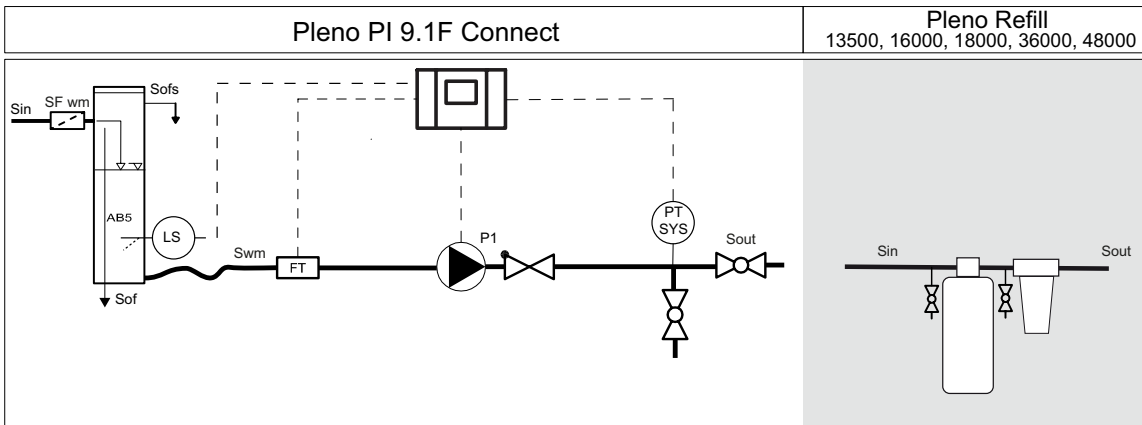 Pleno PI 9.1F Connect
Pleno Refill
13500, 16000, 18000, 36000, 48000
Sin
SF wm
Sofs
AB5
LS
Sof
Swm
FT
P1
PT
SYS
Sout
Sin
Sout